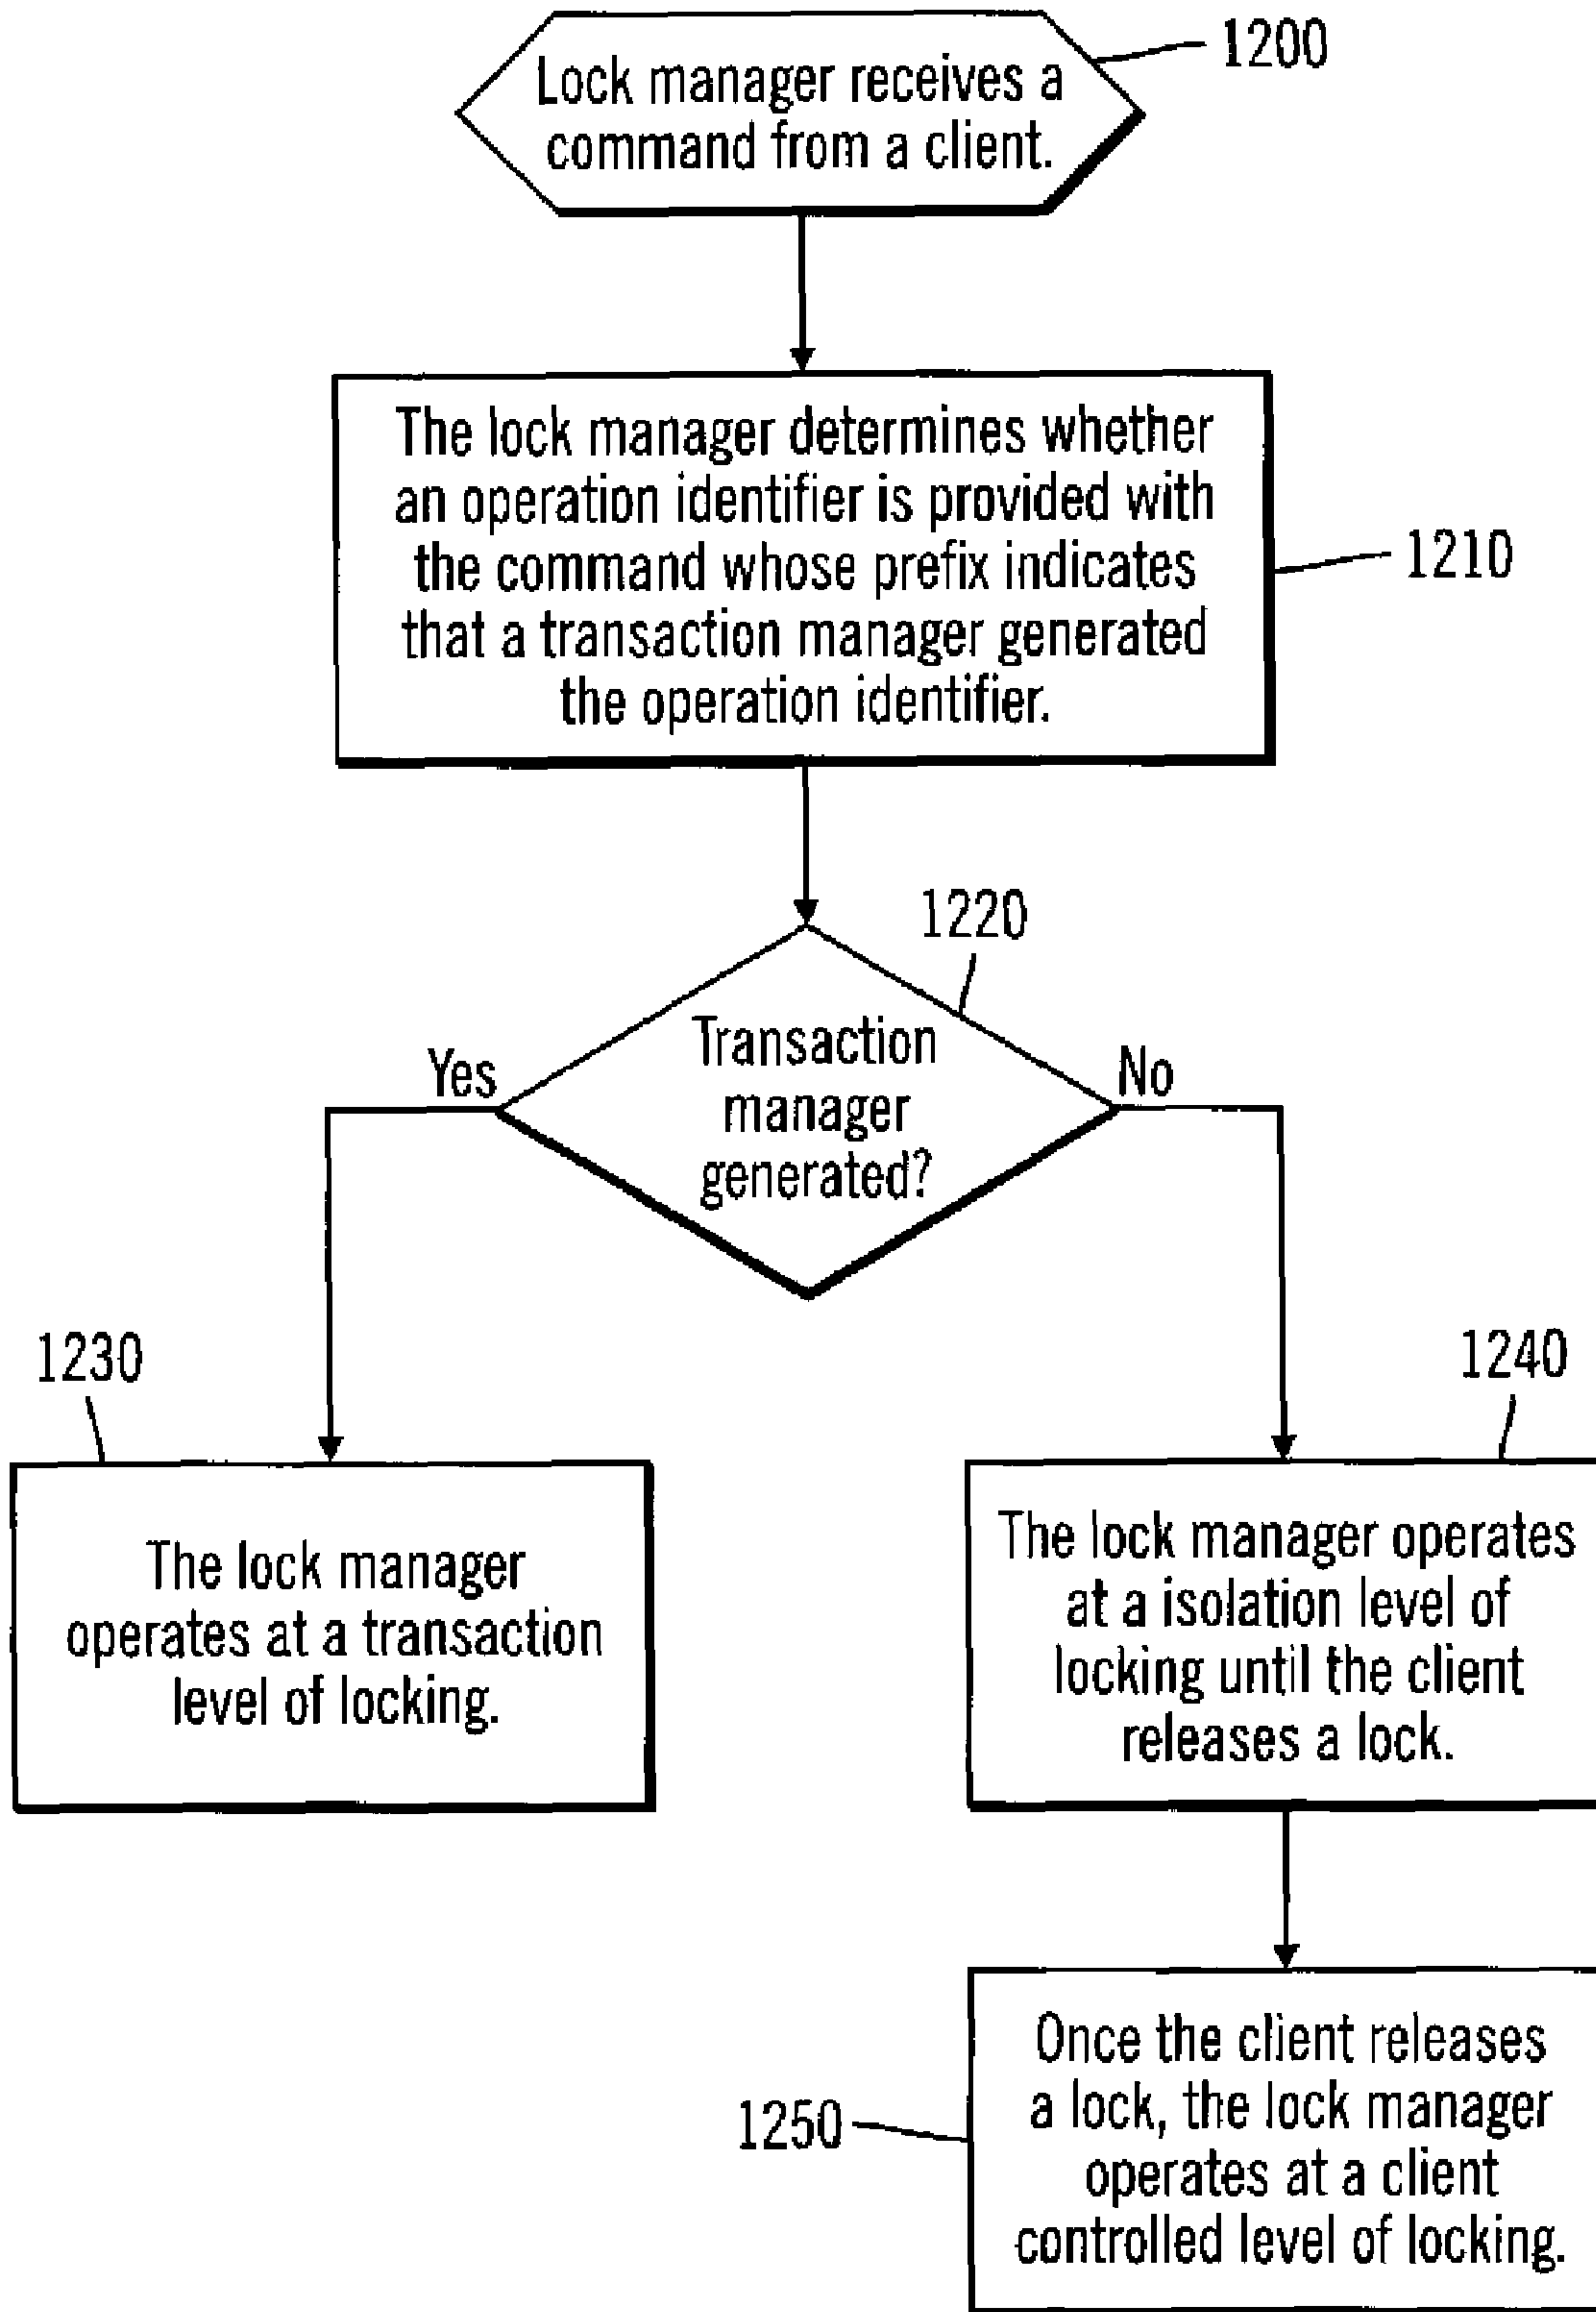 Lock manager receives a
command from a client.
1200
The lock manager determines whether
an operation identifier is provided with
the command whose prefix indicates
that a transaction manager generated
the operation identifier.
1210
1220
Transaction
manager
generated?
Yes
No
1230
The lock manager
operates at a transaction
level of locking.
1240
The lock manager operates
at a isolation level of
locking until the client
releases a lock.
1250
Once the client releases
a lock, the lock manager
operates at a client
controlled level of locking.